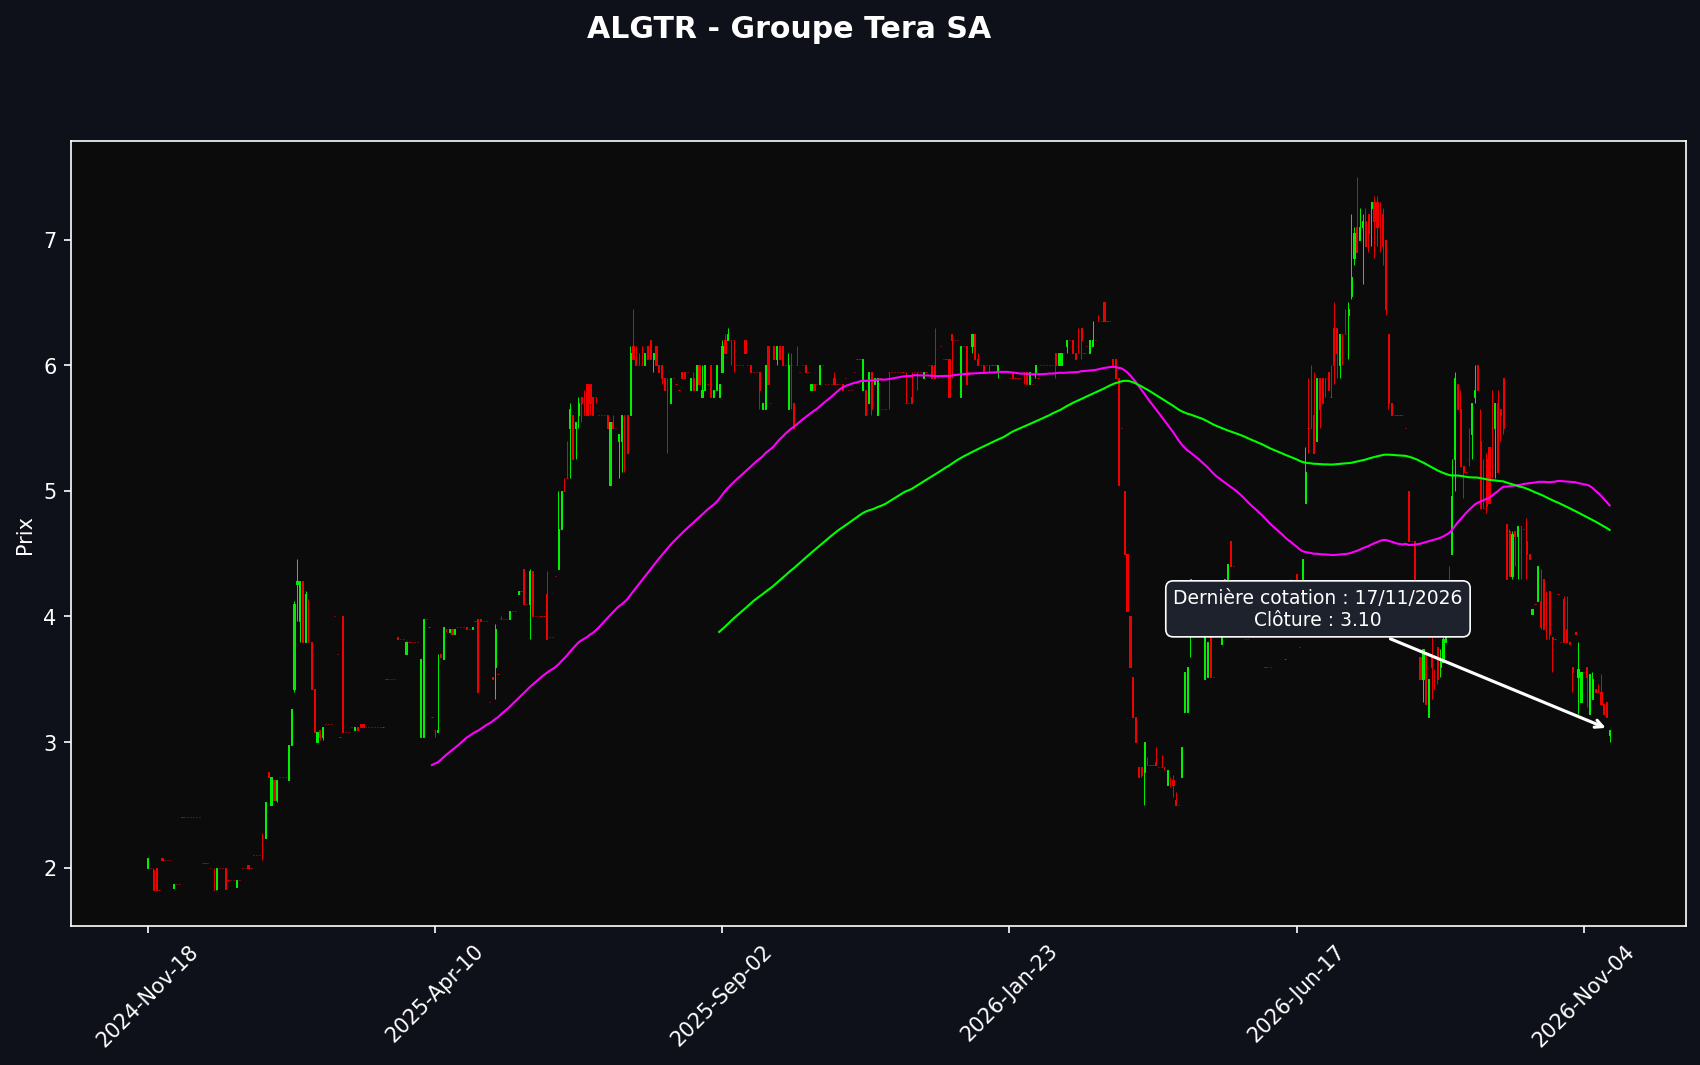 ALGTR - Groupe Tera SA
Prix
7
6
5
4
3
2
Dernière cotation : 17/11/2026
Clôture : 3.10
2024-Nov-18
2025-Apr-10
2025-Sep-02
2026-Jan-23
2026-Jun-17
2026-Nov-04